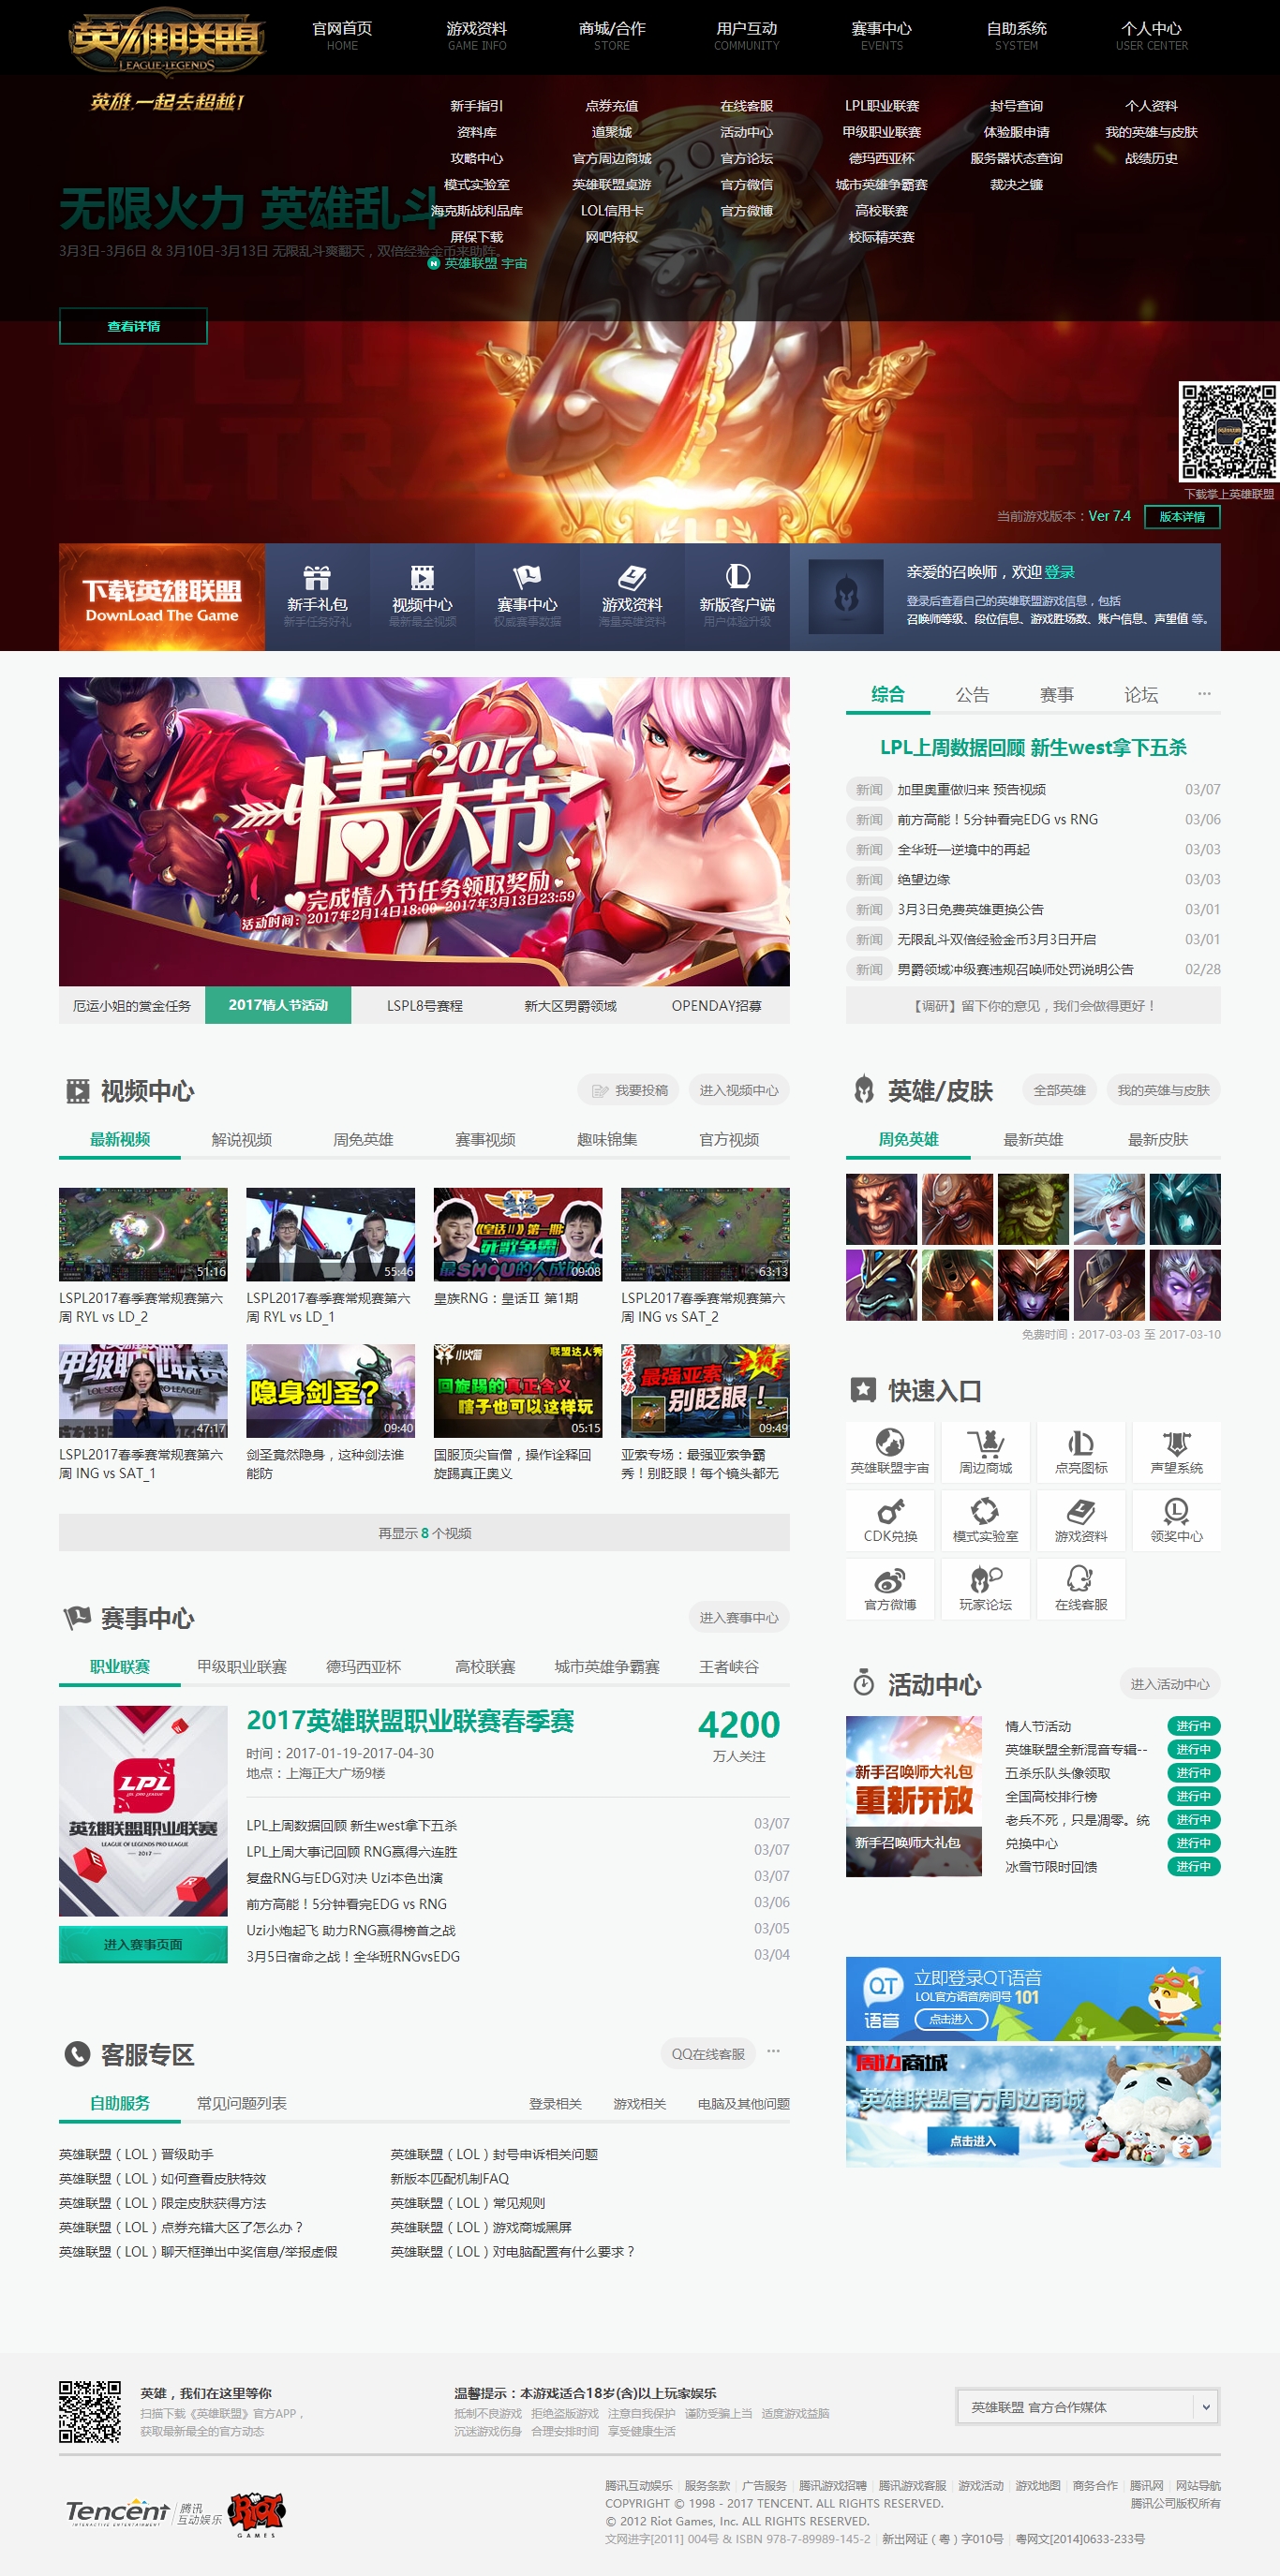 英雄联盟
LEAGUE of LEGENDS
英雄,一起去超越!
官网首页
HOME
游戏资料
GAME INFO
商城/合作
STORE
用户互动
COMMUNITY
赛事中心
EVENTS
自助系统
SYSTEM
个人中心
USER CENTER
新手指引
资料库
攻略中心
模式实验室
海克斯战利品库
屏保下载
英雄联盟 宇宙
点券充值
道聚城
官方周边商城
英雄联盟桌游
LOL信用卡
网吧特权
在线客服
活动中心
官方论坛
官方微信
官方微博
LPL职业联赛
甲级职业联赛
德玛西亚杯
城市英雄争霸赛
高校联赛
校际精英赛
封号查询
体验服申请
服务器状态查询
裁决之镰
个人资料
我的英雄与皮肤
战绩历史
2017
无限火力 英雄乱斗
3月3日-3月6日 & 3月10日-3月13日 无限乱斗爽翻天，双倍经验金币来助阵。
查看详情
下载掌上英雄联盟
当前游戏版本：Ver 7.4
版本详情
下载英雄联盟
DownLoad The Game
新手礼包
新手任务好礼
视频中心
最新最全视频
赛事中心
权威赛事数据
游戏资料
海量英雄资料
新版客户端
用户体验升级
亲爱的召唤师，欢迎 登录
登录后查看自己的英雄联盟游戏信息，包括
召唤师等级、段位信息、游戏胜场数、账户信息、声望值 等。
2017
情人节
完成情人节任务领取奖励
活动时间：2017年2月14日18:00-2017年3月13日23:59
厄运小姐的赏金任务
2017情人节活动
LSPL8号赛程
新大区男爵领域
OPENDAY招募
综合
公告
赛事
论坛
...
LPL上周数据回顾 新生west拿下五杀
新闻 加里奥重做归来 预告视频 03/07
新闻 前方高能！5分钟看完EDG vs RNG 03/06
新闻 全华班—逆境中的再起 03/03
新闻 绝望边缘 03/03
新闻 3月3日免费英雄更换公告 03/01
新闻 无限乱斗双倍经验金币3月3日开启 03/01
新闻 男爵领域冲级赛违规召唤师处罚说明公告 02/28
【调研】留下你的意见，我们会做得更好！
视频中心
我要投稿
进入视频中心
最新视频
解说视频
周免英雄
赛事视频
趣味锦集
官方视频
51:16
LSPL2017春季赛常规赛第六
周 RYL vs LD_2
55:46
LSPL2017春季赛常规赛第六
周 RYL vs LD_1
《皇话II》第一期
死歌争霸
09:08
皇族RNG：皇话Ⅱ 第1期
63:13
LSPL2017春季赛常规赛第六
周 ING vs SAT_2
甲级职业联赛
47:17
LSPL2017春季赛常规赛第六
周 ING vs SAT_1
隐身剑圣？
09:40
剑圣竟然隐身，这种剑法谁
能防
小火箭
联盟达人秀
回旋踢的真正含义
瞎子也可以这样玩
05:15
国服顶尖盲僧，操作诠释回
旋踢真正奥义
争霸
最强亚索
别眨眼！
09:49
亚索专场：最强亚索争霸
秀！别眨眼！每个镜头都无
再显示 8 个视频
英雄/皮肤
全部英雄
我的英雄与皮肤
周免英雄
最新英雄
最新皮肤
免费时间：2017-03-03 至 2017-03-10
快速入口
英雄联盟宇宙
周边商城
点亮图标
声望系统
CDK兑换
模式实验室
游戏资料
领奖中心
官方微博
玩家论坛
在线客服
赛事中心
进入赛事中心
职业联赛
甲级职业联赛
德玛西亚杯
高校联赛
城市英雄争霸赛
王者峡谷
LPL
英雄联盟职业联赛
LEAGUE OF LEGENDS PRO LEAGUE
2017
进入赛事页面
2017英雄联盟职业联赛春季赛
时间：2017-01-19-2017-04-30
地点：上海正大广场9楼
4200
万人关注
LPL上周数据回顾 新生west拿下五杀 03/07
LPL上周大事记回顾 RNG赢得六连胜 03/07
复盘RNG与EDG对决 Uzi本色出演 03/07
前方高能！5分钟看完EDG vs RNG 03/06
Uzi小炮起飞 助力RNG赢得榜首之战 03/05
3月5日宿命之战！全华班RNGvsEDG 03/04
活动中心
进入活动中心
新手召唤师大礼包
重新开放
新手召唤师大礼包
情人节活动 进行中
英雄联盟全新混音专辑-- 进行中
五杀乐队头像领取 进行中
全国高校排行榜 进行中
老兵不死，只是凋零。统 进行中
兑换中心 进行中
冰雪节限时回馈 进行中
QT
语音
立即登录QT语音
LOL官方语音房间号 101
点击进入
周边商城
英雄联盟官方周边商城
点击进入
客服专区
QQ在线客服
...
自助服务
常见问题列表
登录相关
游戏相关
电脑及其他问题
英雄联盟（LOL）晋级助手
英雄联盟（LOL）如何查看皮肤特效
英雄联盟（LOL）限定皮肤获得方法
英雄联盟（LOL）点券充错大区了怎么办？
英雄联盟（LOL）聊天框弹出中奖信息/举报虚假
英雄联盟（LOL）封号申诉相关问题
新版本匹配机制FAQ
英雄联盟（LOL）常见规则
英雄联盟（LOL）游戏商城黑屏
英雄联盟（LOL）对电脑配置有什么要求？
英雄，我们在这里等你
扫描下载《英雄联盟》官方APP，
获取最新最全的官方动态
温馨提示：本游戏适合18岁(含)以上玩家娱乐
抵制不良游戏 拒绝盗版游戏 注意自我保护 谨防受骗上当 适度游戏益脑
沉迷游戏伤身 合理安排时间 享受健康生活
英雄联盟 官方合作媒体
Tencent 腾讯
互动娱乐
INTERACTIVE ENTERTAINMENT
RIOT
GAMES
腾讯互动娱乐 | 服务条款 | 广告服务 | 腾讯游戏招聘 | 腾讯游戏客服 | 游戏活动 | 游戏地图 | 商务合作 | 腾讯网 | 网站导航
COPYRIGHT © 1998 - 2017 TENCENT. ALL RIGHTS RESERVED.
腾讯公司版权所有
© 2012 Riot Games, Inc. ALL RIGHTS RESERVED.
文网进字[2011] 004号 & ISBN 978-7-89989-145-2 | 新出网证（粤）字010号 | 粤网文[2014]0633-233号